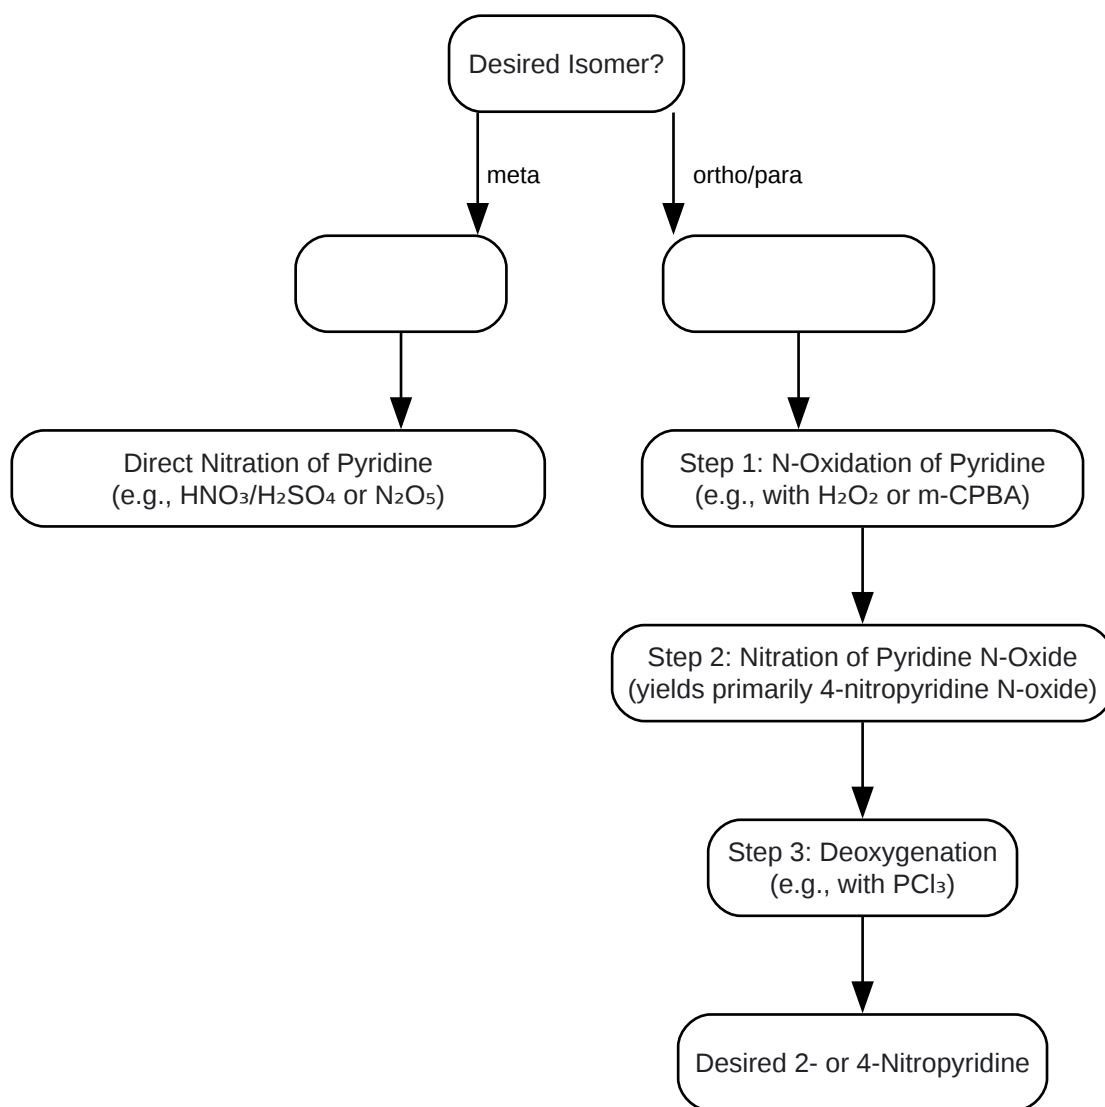 Desired Isomer?
meta
ortho/para
Direct Nitration of Pyridine
(e.g., HNO₃/H₂SO₄ or N₂O₅)
Step 1: N-Oxidation of Pyridine
(e.g., with H₂O₂ or m-CPBA)
Step 2: Nitration of Pyridine N-Oxide
(yields primarily 4-nitropyridine N-oxide)
Step 3: Deoxygenation
(e.g., with PCl₃)
Desired 2- or 4-Nitropyridine